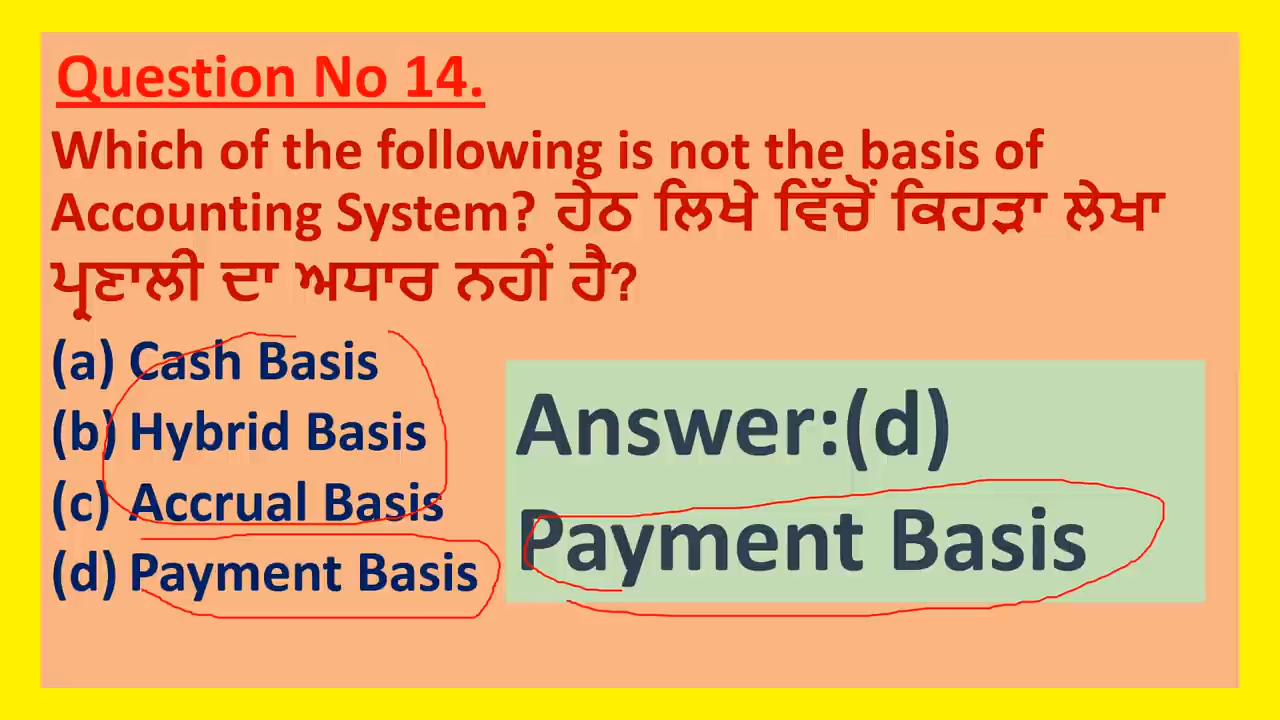 Question No 14.
Which of the following is not the basis of
Accounting System? ਹੇਠ ਲਿਖੇ ਵਿੱਚੋਂ ਕਿਹੜਾ ਲੇਖਾ
ਪ੍ਰਣਾਲੀ ਦਾ ਅਧਾਰ ਨਹੀਂ ਹੈ?
(a) Cash Basis
(b) Hybrid Basis
(c) Accrual Basis
(d) Payment Basis
Answer:(d)
Payment Basis